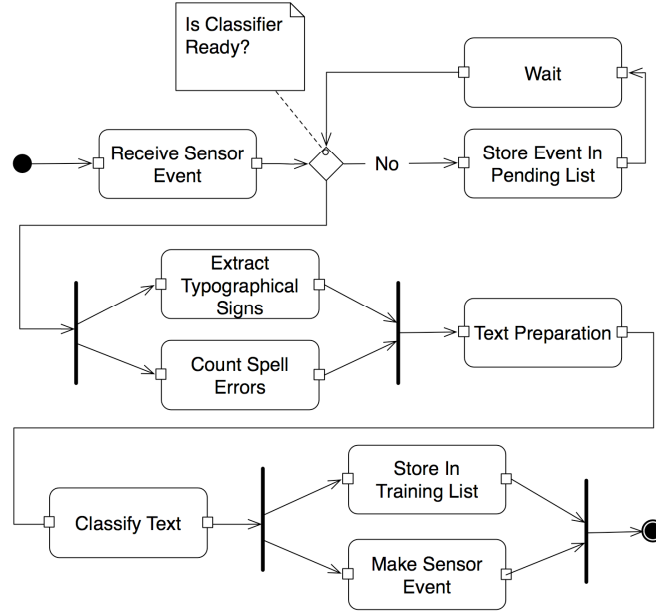 Is Classifier
Ready?
Wait
Receive Sensor
Event
No
Store Event In
Pending List
Extract
Typographical
Signs
Count Spell
Errors
Text Preparation
Classify Text
Store In
Training List
Make Sensor
Event